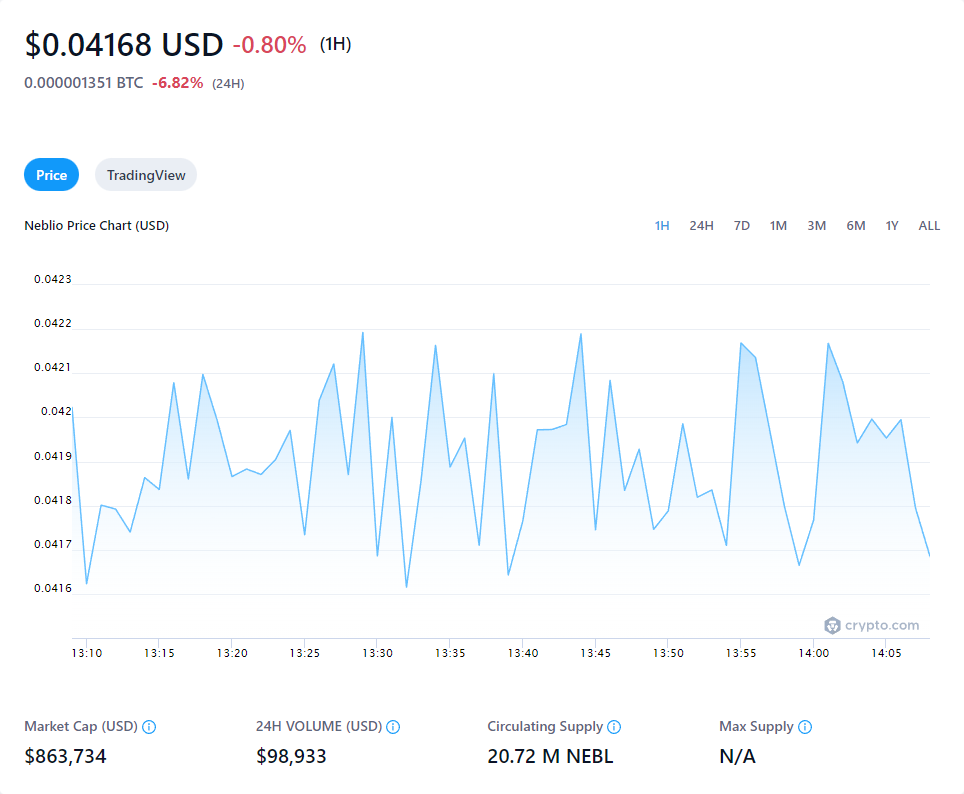 $0.04168 USD -0.80% (1H)
0.000001351 BTC -6.82% (24H)
Price TradingView
Neblio Price Chart (USD) 1H 24H 7D 1M 3M 6M 1Y ALL
0.0423
0.0422
0.0421
0.042
0.0419
0.0418
0.0417
0.0416
crypto.com
13:10 13:15 13:20 13:25 13:30 13:35 13:40 13:45 13:50 13:55 14:00 14:05
Market Cap (USD) 24H VOLUME (USD) Circulating Supply Max Supply
$863,734 $98,933 20.72 M NEBL N/A